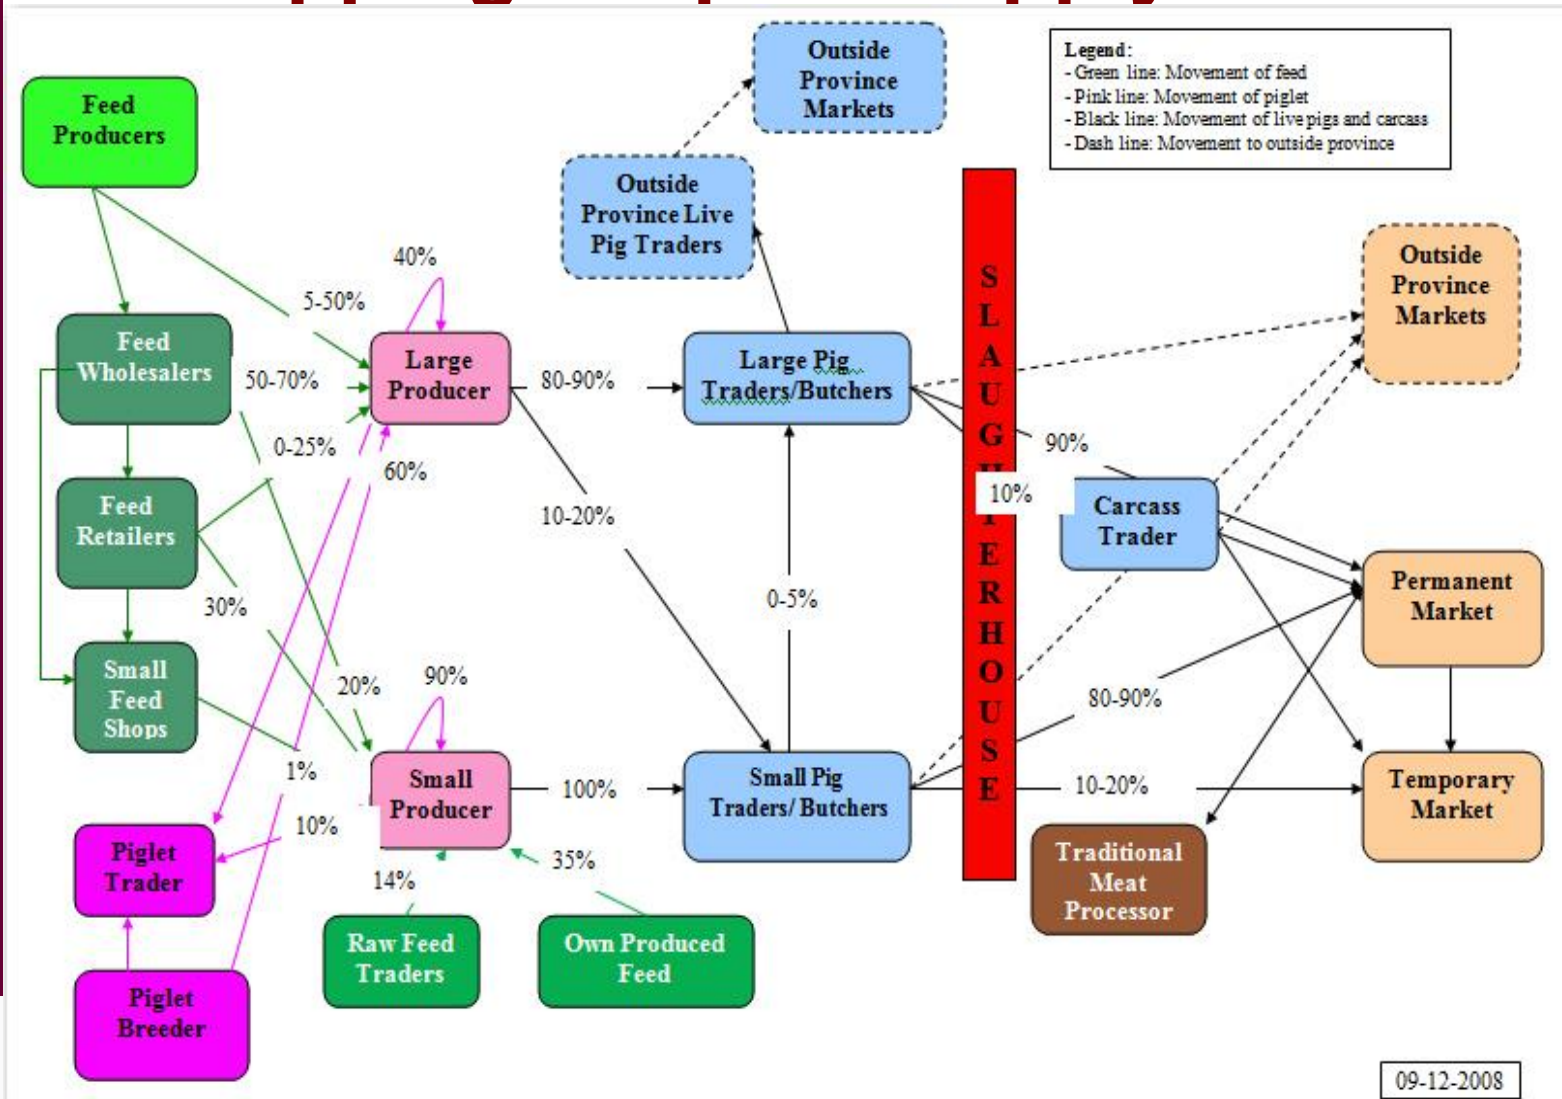 Outside
Province
Markets
Legend:
- Green line: Movement of feed
- Pink line: Movement of piglet
- Black line: Movement of live pigs and carcass
- Dash line: Movement to outside province
Feed
Producers
Outside
Province Live
Pig Traders
Outside
Province
Markets
40%
5-50%
Feed
Wholesalers
50-70%
Large
Producer
80-90%
Large Pig
Traders/Butchers
0-25%
60%
90%
10%
Feed
Retailers
10-20%
Carcass
Trader
30%
0-5%
Permanent
Market
Small
Feed
Shops
20%
90%
80-90%
1%
Small
Producer
100%
Small Pig
Traders/ Butchers
10-20%
Temporary
Market
SLAUGHTERHOUSE
10%
Piglet
Trader
14%
35%
Traditional
Meat
Processor
Raw Feed
Traders
Own Produced
Feed
Piglet
Breeder
09-12-2008